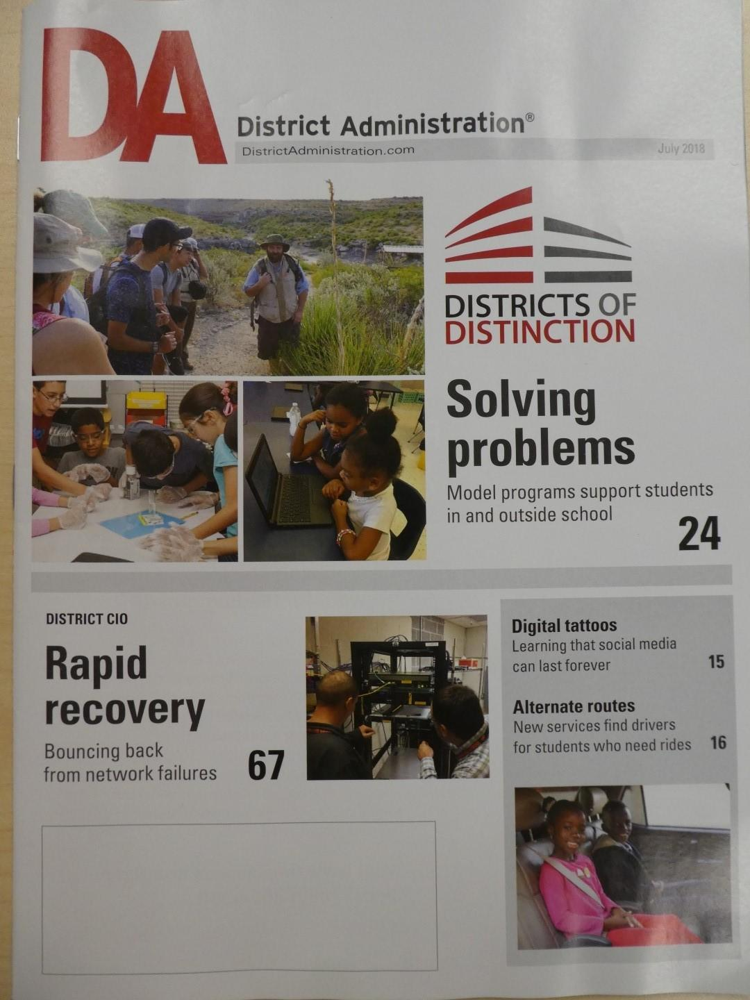 DA
District Administration®
DistrictAdministration.com
July 2018
DISTRICTS OF
DISTINCTION
Solving
problems
Model programs support students
in and outside school
24
DISTRICT CIO
Rapid
recovery
Bouncing back
from network failures
67
Digital tattoos
Learning that social media
can last forever
15
Alternate routes
New services find drivers
for students who need rides
16